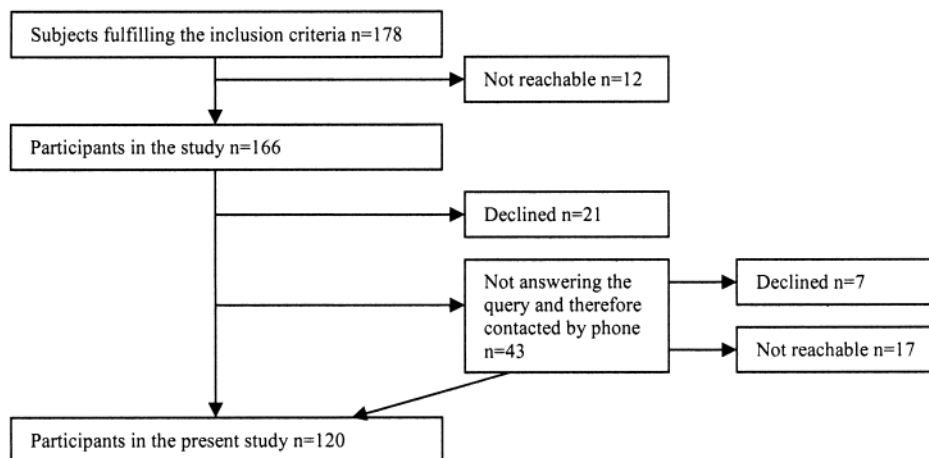 Subjects fulfilling the inclusion criteria n=178
Not reachable n=12
Participants in the study n=166
Declined n=21
Not answering the
query and therefore
contacted by phone
n=43
Declined n=7
Not reachable n=17
Participants in the present study n=120